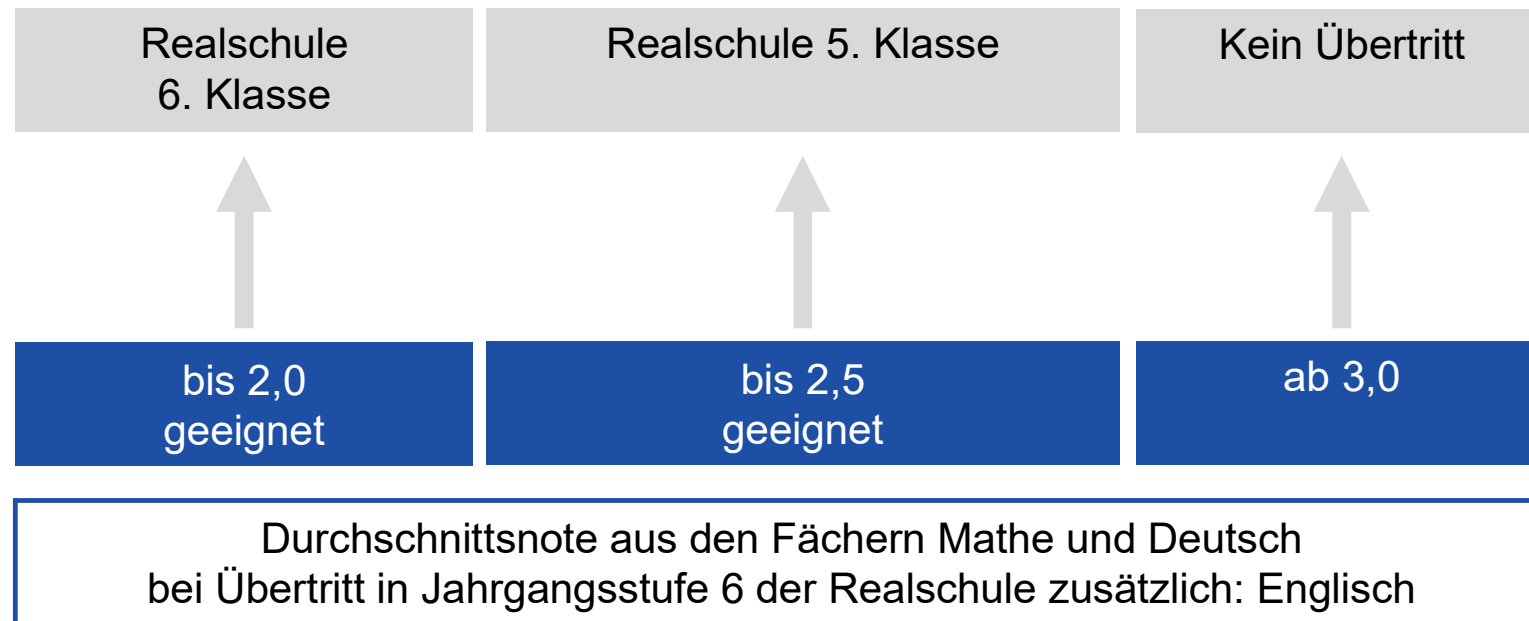 Realschule
6. Klasse
Realschule 5. Klasse
Kein Übertritt
bis 2,0
geeignet
bis 2,5
geeignet
ab 3,0
Durchschnittsnote aus den Fächern Mathe und Deutsch
bei Übertritt in Jahrgangsstufe 6 der Realschule zusätzlich: Englisch